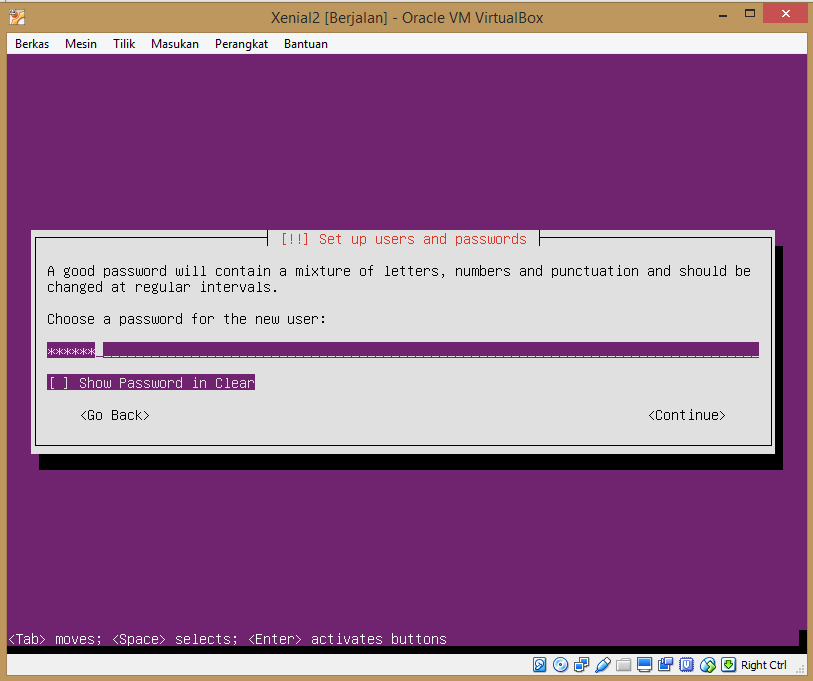 Xenial2 [Berjalan] - Oracle VM VirtualBox
Berkas Mesin Tilik Masukan Perangkat Bantuan
[!!] Set up users and passwords
A good password will contain a mixture of letters, numbers and punctuation and should be
changed at regular intervals.
Choose a password for the new user:
******
[ ] Show Password in Clear
<Go Back> <Continue>
<Tab> moves; <Space> selects; <Enter> activates buttons
Right Ctrl